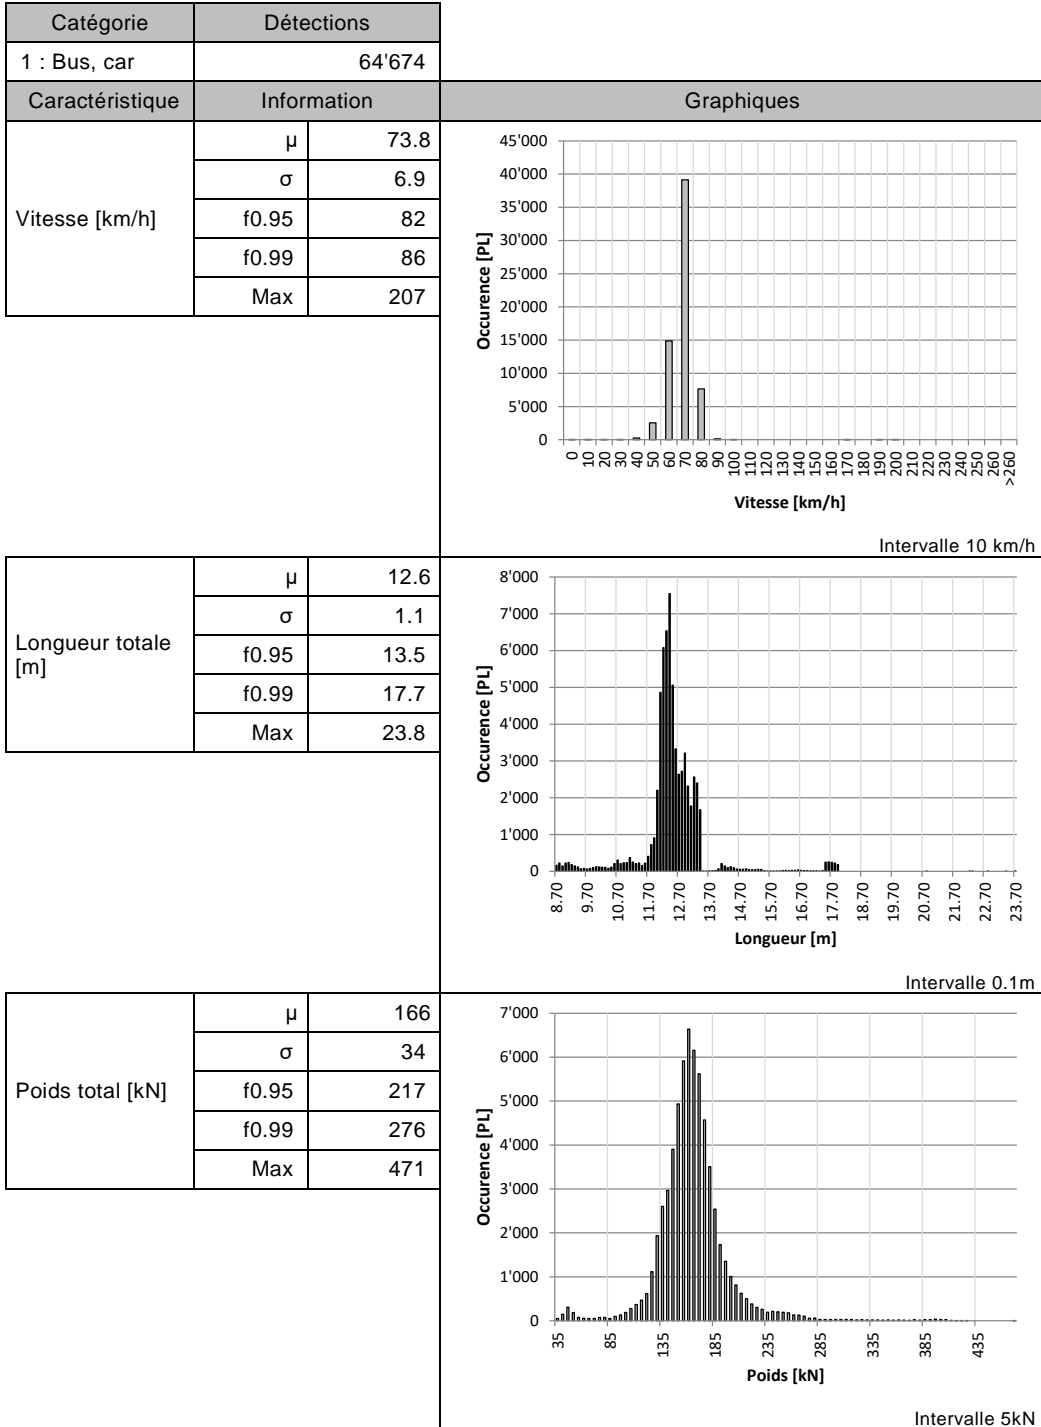 Catégorie Détections
1 : Bus, car 64'674
Caractéristique Information Graphiques
Vitesse [km/h]
μ 73.8
σ 6.9
f0.95 82
f0.99 86
Max 207
45'000
40'000
35'000
30'000
25'000
20'000
15'000
10'000
5'000
0
Occurence [PL]
0 10 20 30 40 50 60 70 80 90 100 110 120 130 140 150 160 170 180 190 200 210 220 230 240 250 260 >260
Vitesse [km/h]
Intervalle 10 km/h
Longueur totale
[m]
μ 12.6
σ 1.1
f0.95 13.5
f0.99 17.7
Max 23.8
8'000
7'000
6'000
5'000
4'000
3'000
2'000
1'000
0
Occurence [PL]
8.70 9.70 10.70 11.70 12.70 13.70 14.70 15.70 16.70 17.70 18.70 19.70 20.70 21.70 22.70 23.70
Longueur [m]
Intervalle 0.1m
Poids total [kN]
μ 166
σ 34
f0.95 217
f0.99 276
Max 471
7'000
6'000
5'000
4'000
3'000
2'000
1'000
0
Occurence [PL]
35 85 135 185 235 285 335 385 435
Poids [kN]
Intervalle 5kN